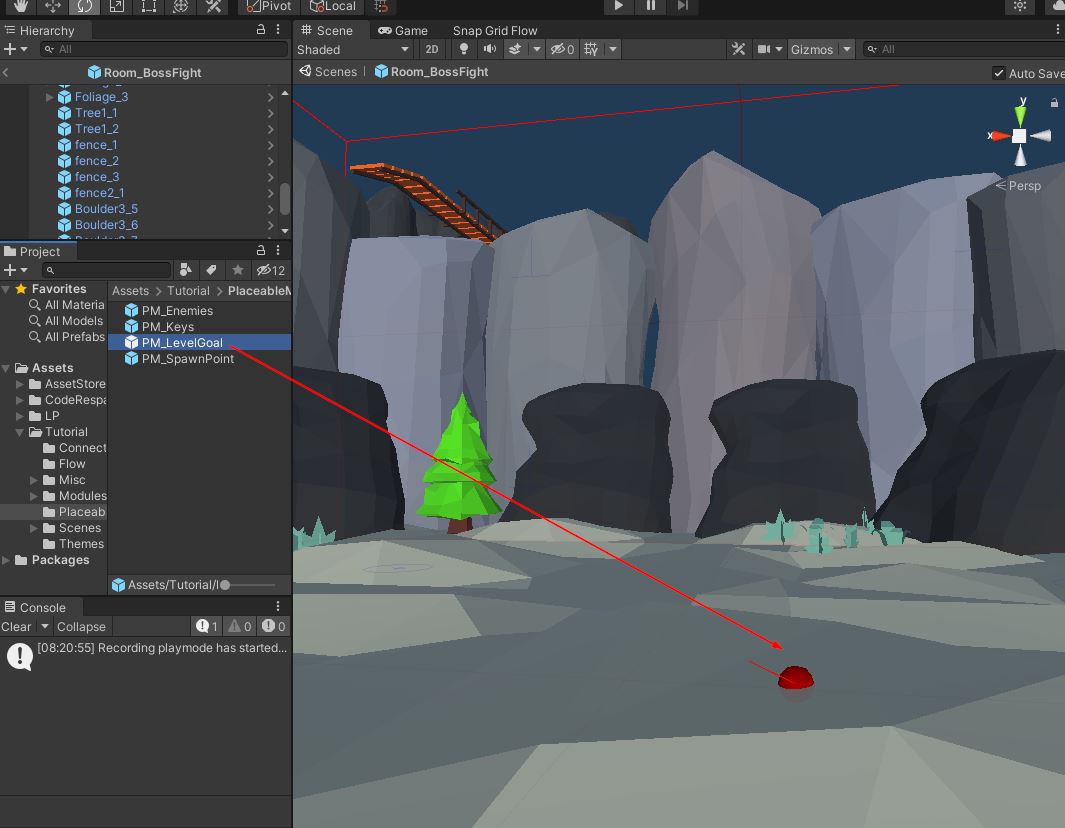 Pivot
Local
Hierarchy
All
Room_BossFight
Foliage_3
Tree1_1
Tree1_2
fence_1
fence_2
fence_3
fence2_1
Boulder3_5
Boulder3_6
Project
12
Favorites
All Materia
All Models
All Prefabs
Assets
AssetStore
CodeRespa
LP
Tutorial
Connect
Flow
Misc
Modules
Placeab
Scenes
Themes
Packages
Assets > Tutorial > PlaceableM
PM_Enemies
PM_Keys
PM_LevelGoal
PM_SpawnPoint
Assets/Tutorial/
Console
Clear
Collapse
1
0
0
[08:20:55] Recording playmode has started...
Scene
Game
Snap Grid Flow
Shaded
2D
0
Gizmos
All
Scenes
Room_BossFight
Auto Save
y
x
Persp